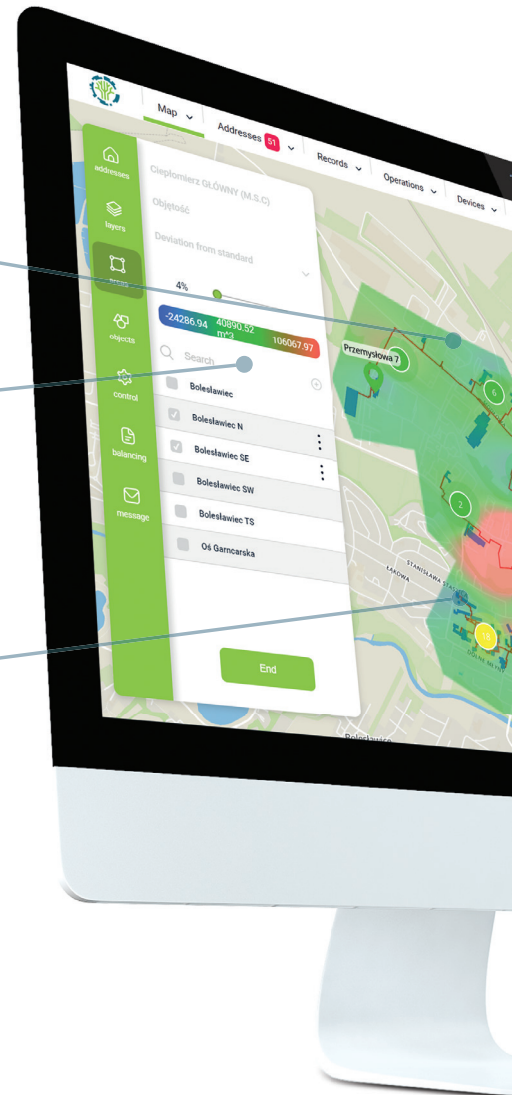 Map
Addresses 51
Records
Operations
Devices
addresses
layers
objects
control
balancing
message
Ciepłomierz GŁÓWNY (M.S.C)
Objętość
Deviation from standard
4%
-24286.94 40890.52 m^3 106067.97
Search
Bolesławiec
Bolesławiec N
Bolesławiec SE
Bolesławiec SW
Bolesławiec TS
Oś Garncarska
End
Przemysłowa 7
6
2
18
STANISŁAWA
ŁĄKOWA